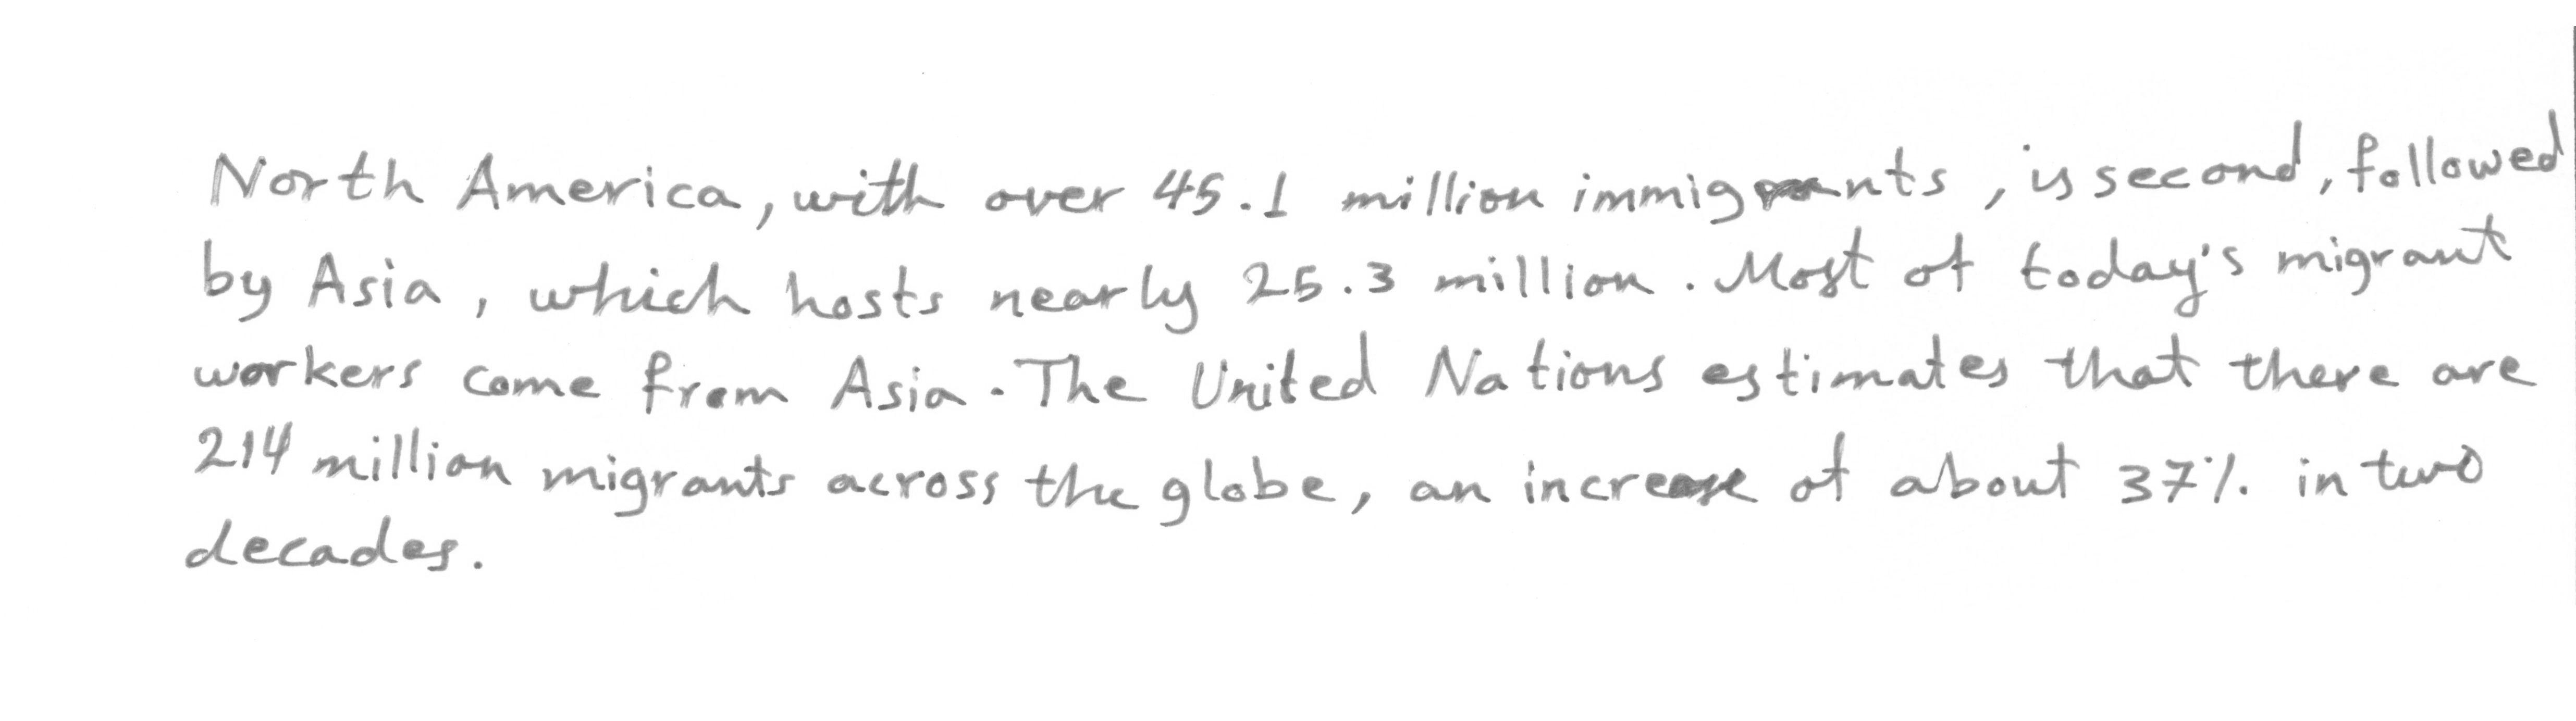 North America, with over 45.1 million immigrants, is second, followed
by Asia, which hosts nearly 25.3 million. Most of today's migrant
workers come from Asia. The United Nations estimates that there are
214 million migrants across the globe, an increase of about 37% in two
decades.